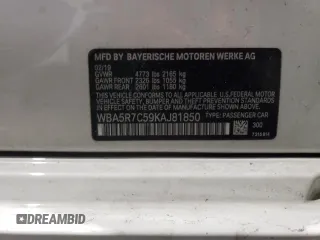 MFD BY BAYERISCHE MOTOREN WERKE AG
02/19
GVWR 4773 lbs 2165 kg
GAWR FRONT 2326 lbs 1055 kg
GAWR REAR 2601 lbs 1180 kg
THIS VEHICLE CONFORMS TO ALL APPLICABLE
FEDERAL MOTOR VEHICLE SAFETY, BUMPER
AND THEFT PREVENTION STANDARDS
IN EFFECT ON THE DATE OF MANUFACTURE
SHOWN ABOVE.
WBA5R7C59KAJ81850
TYPE: PASSENGER CAR
300
DREAMBID
DREAMBID